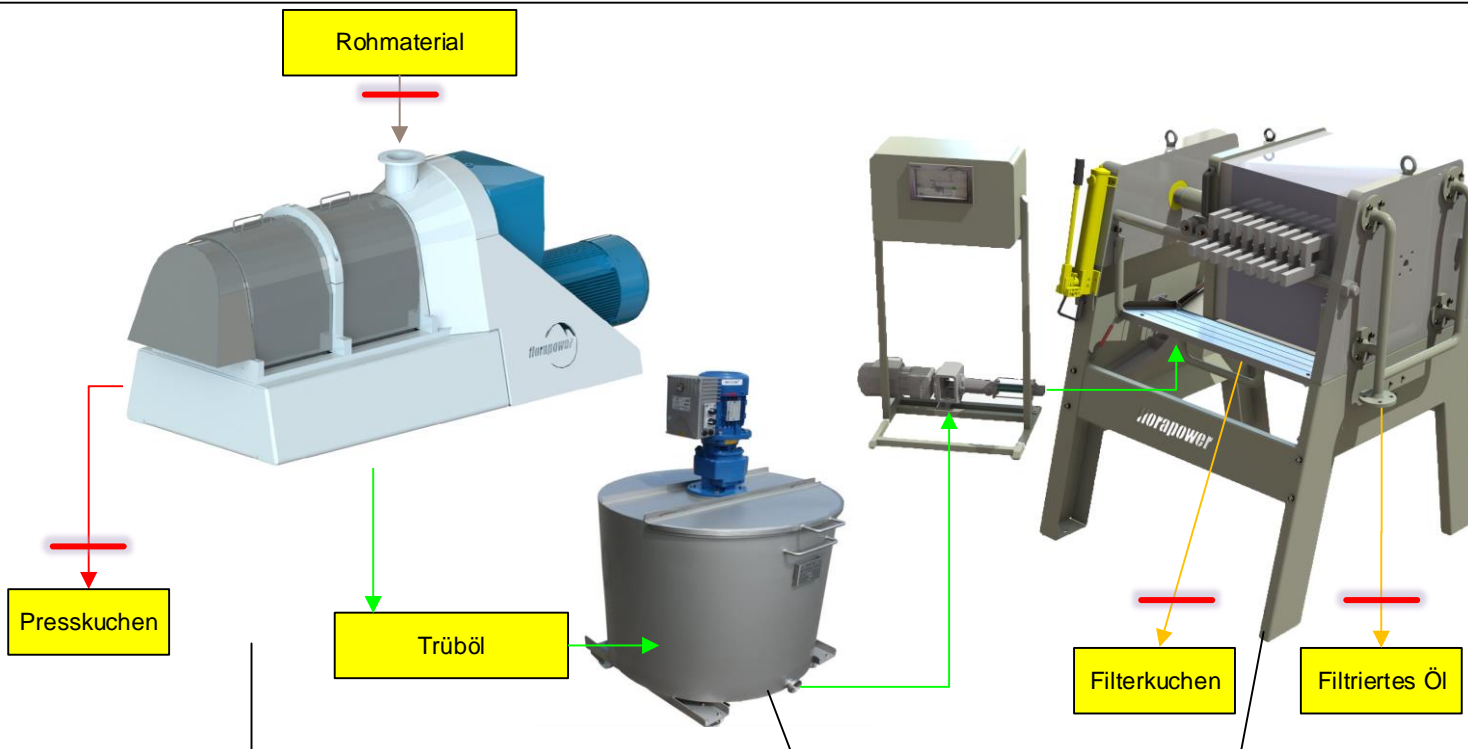 Rohmaterial
florapower
florapower
Presskuchen
Trüböl
Filterkuchen
Filtriertes Öl